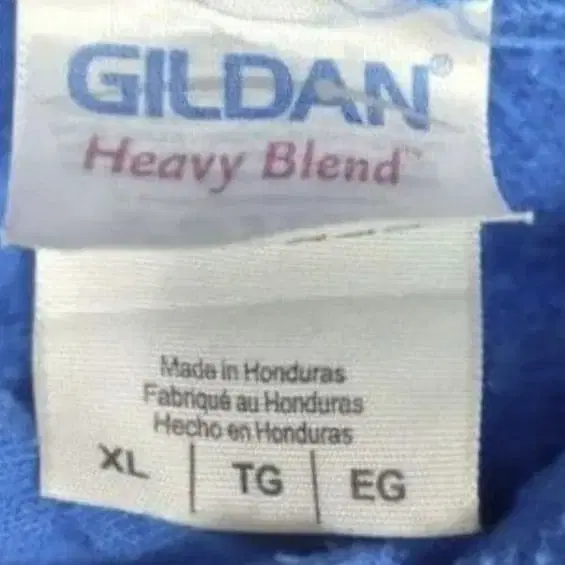 GILDAN®
Heavy Blend™
Made in Honduras
Fabriqué au Honduras
Hecho en Honduras
XL | TG | EG